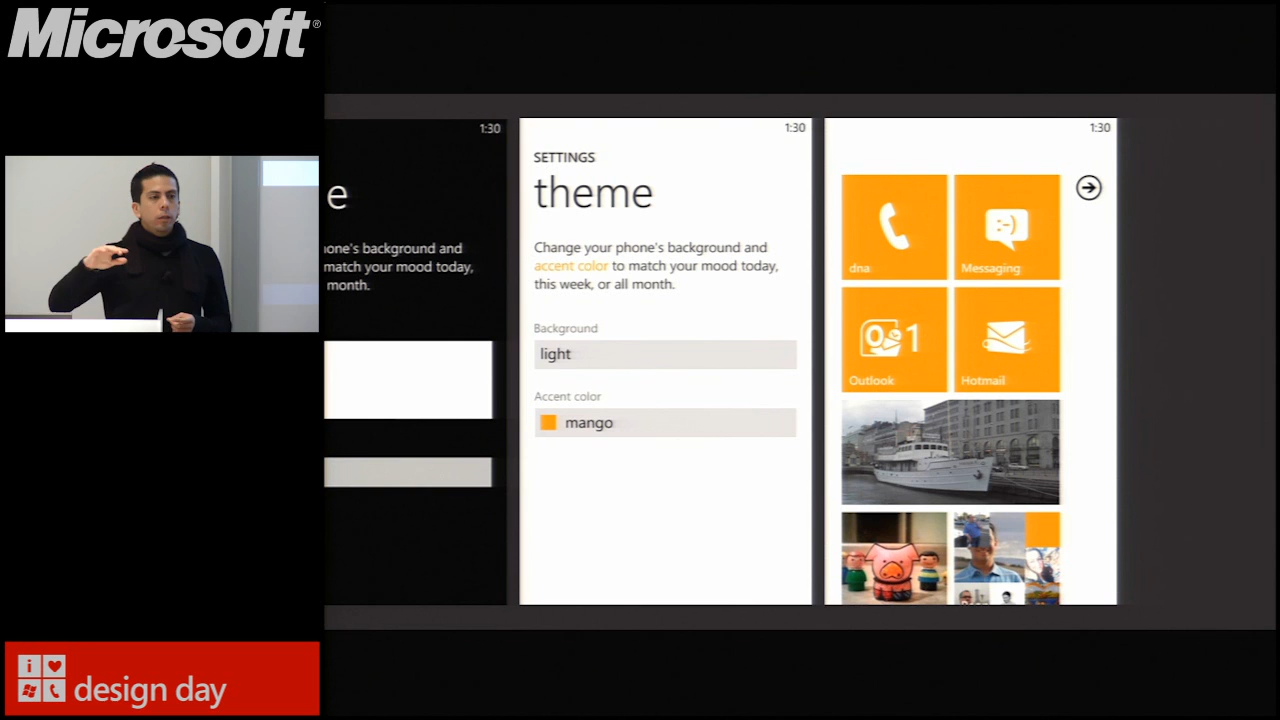 Microsoft®
i
design day
1:30
e
hone's background and
match your mood today,
month.
1:30
SETTINGS
theme
Change your phone's background and
accent color to match your mood today,
this week, or all month.
Background
light
Accent color
mango
1:30
dna
:-)
Messaging
1
Outlook
Hotmail